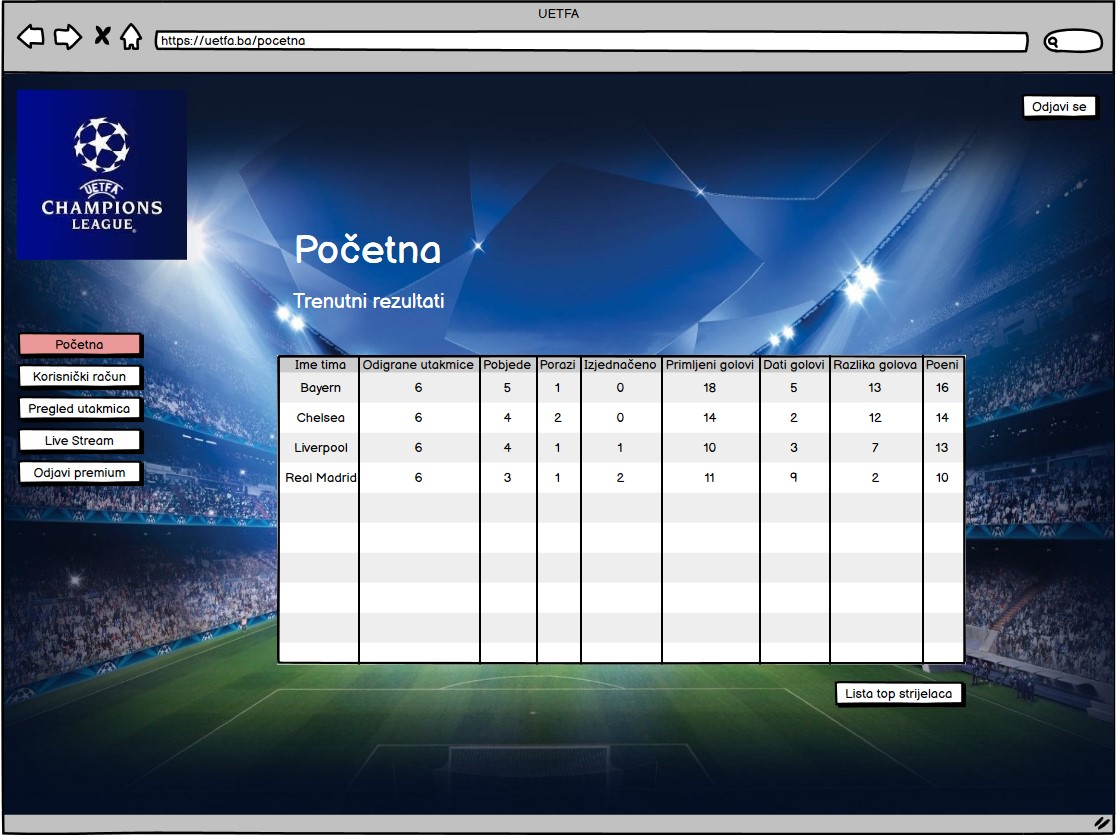 UETFA
https://uetfa.ba/pocetna
Odjavi se
UETFA
CHAMPIONS
LEAGUE
Početna
Trenutni rezultati
Početna
Korisnički račun
Pregled utakmica
Live Stream
Odjavi premium
Ime tima Odigrane utakmice Pobjede Porazi Izjednačeno Primljeni golovi Dati golovi Razlika golova Poeni
Bayern 6 5 1 0 18 5 13 16
Chelsea 6 4 2 0 14 2 12 14
Liverpool 6 4 1 1 10 3 7 13
Real Madrid 6 3 1 2 11 9 2 10
Lista top strijelaca